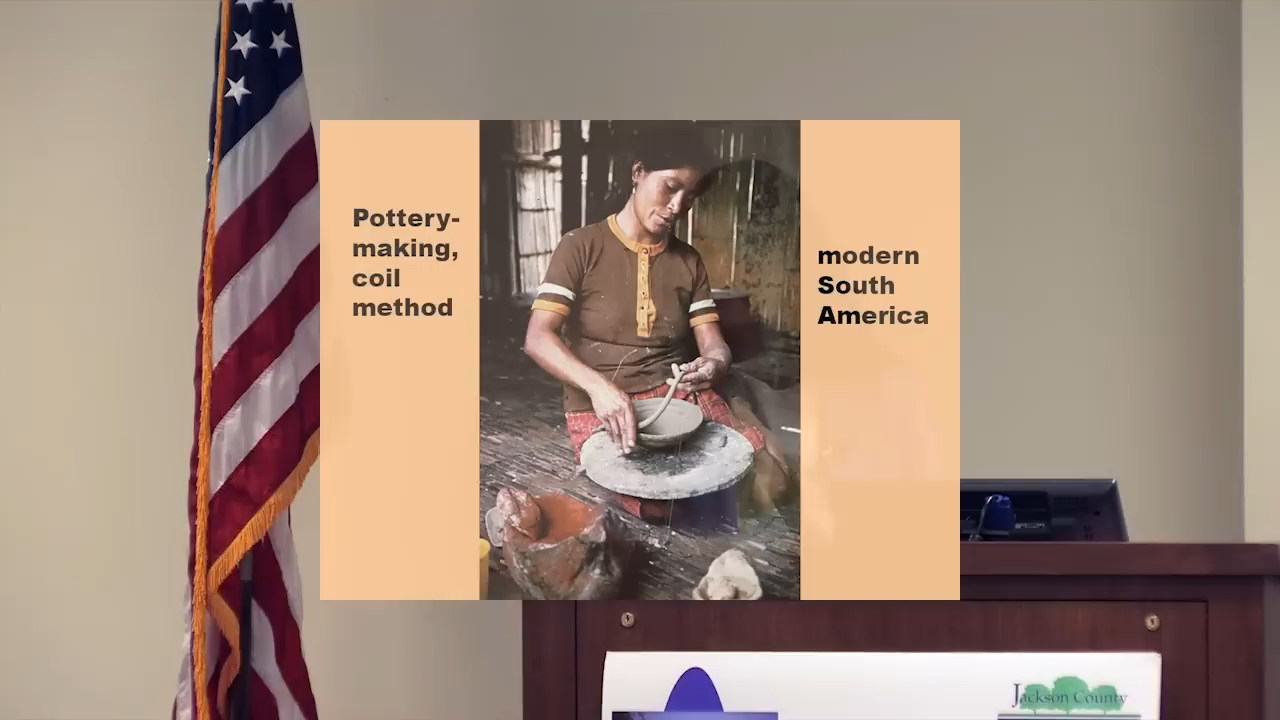 Pottery-
making,
coil
method
modern
South
America
Jackson County